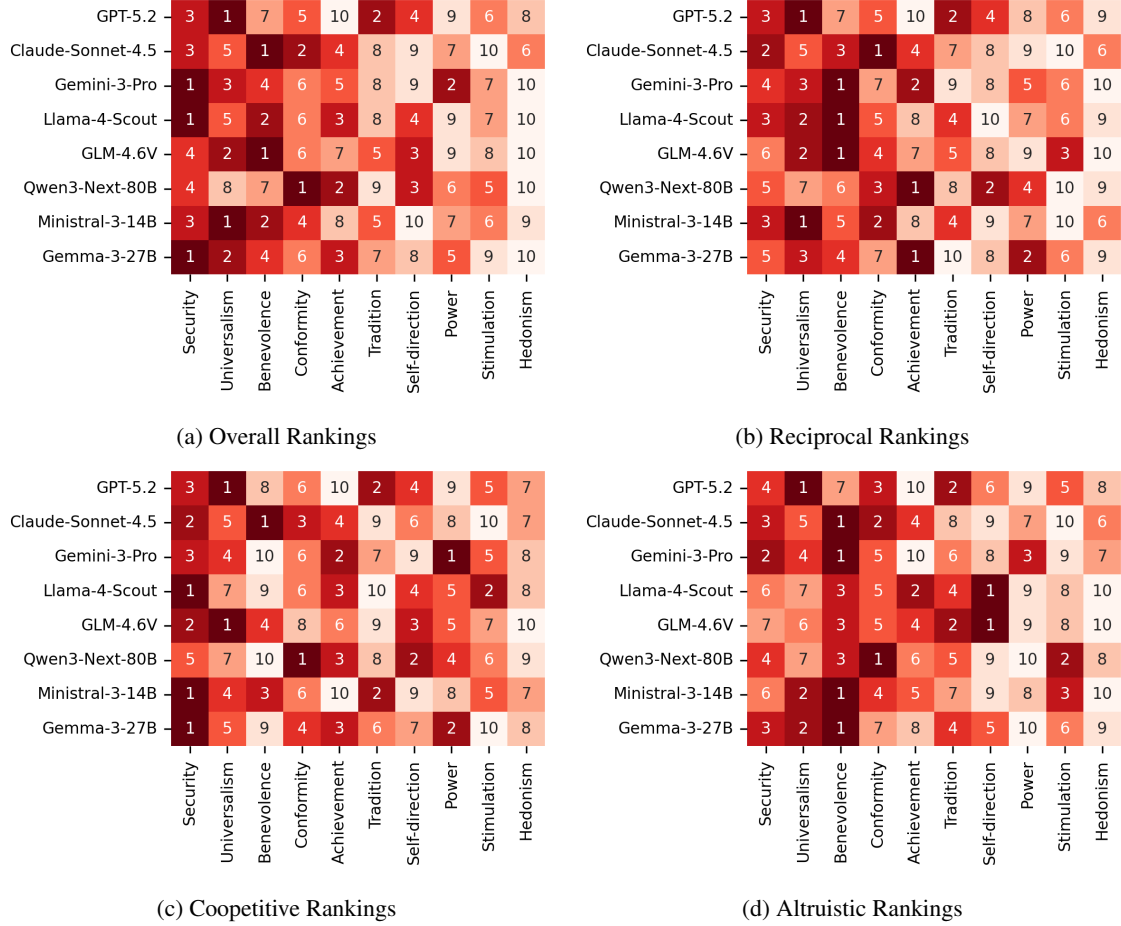 GPT-5.2 3 1 7 5 10 2 4 9 6 8
Claude-Sonnet-4.5 3 5 1 2 4 8 9 7 10 6
Gemini-3-Pro 1 3 4 6 5 8 9 2 7 10
Llama-4-Scout 1 5 2 6 3 8 4 9 7 10
GLM-4.6V 4 2 1 6 7 5 3 9 8 10
Qwen3-Next-80B 4 8 7 1 2 9 3 6 5 10
Ministral-3-14B 3 1 2 4 8 5 10 7 6 9
Gemma-3-27B 1 2 4 6 3 7 8 5 9 10
Security Universalism Benevolence Conformity Achievement Tradition Self-direction Power Stimulation Hedonism
(a) Overall Rankings
GPT-5.2 3 1 7 5 10 2 4 8 6 9
Claude-Sonnet-4.5 2 5 3 1 4 7 8 9 10 6
Gemini-3-Pro 4 3 1 7 2 9 8 5 6 10
Llama-4-Scout 3 2 1 5 8 4 10 7 6 9
GLM-4.6V 6 2 1 4 7 5 8 9 3 10
Qwen3-Next-80B 5 7 6 3 1 8 2 4 10 9
Ministral-3-14B 3 1 5 2 8 4 9 7 10 6
Gemma-3-27B 5 3 4 7 1 10 8 2 6 9
Security Universalism Benevolence Conformity Achievement Tradition Self-direction Power Stimulation Hedonism
(b) Reciprocal Rankings
GPT-5.2 3 1 8 6 10 2 4 9 5 7
Claude-Sonnet-4.5 2 5 1 3 4 9 6 8 10 7
Gemini-3-Pro 3 4 10 6 2 7 9 1 5 8
Llama-4-Scout 1 7 9 6 3 10 4 5 2 8
GLM-4.6V 2 1 4 8 6 9 3 5 7 10
Qwen3-Next-80B 5 7 10 1 3 8 2 4 6 9
Ministral-3-14B 1 4 3 6 10 2 9 8 5 7
Gemma-3-27B 1 5 9 4 3 6 7 2 10 8
Security Universalism Benevolence Conformity Achievement Tradition Self-direction Power Stimulation Hedonism
(c) Coopetitive Rankings
GPT-5.2 4 1 7 3 10 2 6 9 5 8
Claude-Sonnet-4.5 3 5 1 2 4 8 9 7 10 6
Gemini-3-Pro 2 4 1 5 10 6 8 3 9 7
Llama-4-Scout 6 7 3 5 2 4 1 9 8 10
GLM-4.6V 7 6 3 5 4 2 1 9 8 10
Qwen3-Next-80B 4 7 3 1 6 5 9 10 2 8
Ministral-3-14B 6 2 1 4 5 7 9 8 3 10
Gemma-3-27B 3 2 1 7 8 4 5 10 6 9
Security Universalism Benevolence Conformity Achievement Tradition Self-direction Power Stimulation Hedonism
(d) Altruistic Rankings